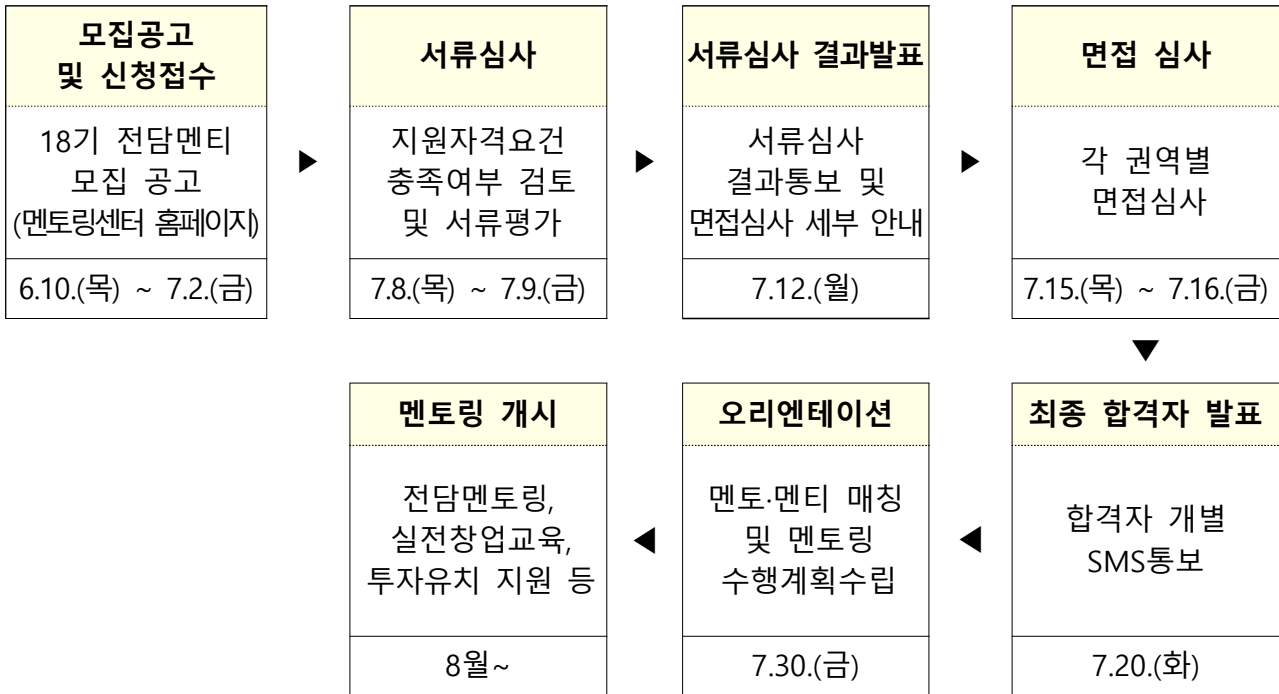 모집공고
및 신청접수
18기 전담멘티
모집 공고
(멘토링센터 홈페이지)
6.10.(목) ~ 7.2.(금)
▶
서류심사
지원자격요건
충족여부 검토
및 서류평가
7.8.(목) ~ 7.9.(금)
▶
서류심사 결과발표
서류심사
결과통보 및
면접심사 세부 안내
7.12.(월)
▶
면접 심사
각 권역별
면접심사
7.15.(목) ~ 7.16.(금)
▼
최종 합격자 발표
합격자 개별
SMS통보
7.20.(화)
◀
오리엔테이션
멘토·멘티 매칭
및 멘토링
수행계획수립
7.30.(금)
◀
멘토링 개시
전담멘토링,
실전창업교육,
투자유치 지원 등
8월~